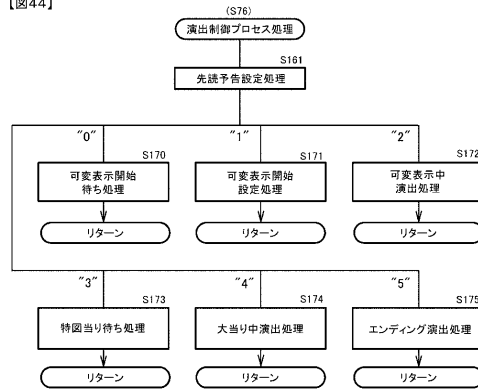 【図44】
(S76)
演出制御プロセス処理
S161
先読予告設定処理
"0"
"1"
"2"
S170
可変表示開始
待ち処理
リターン
S171
可変表示開始
設定処理
リターン
S172
可変表示中
演出処理
リターン
"3"
"4"
"5"
S173
特図当り待ち処理
リターン
S174
大当り中演出処理
リターン
S175
エンディング演出処理
リターン